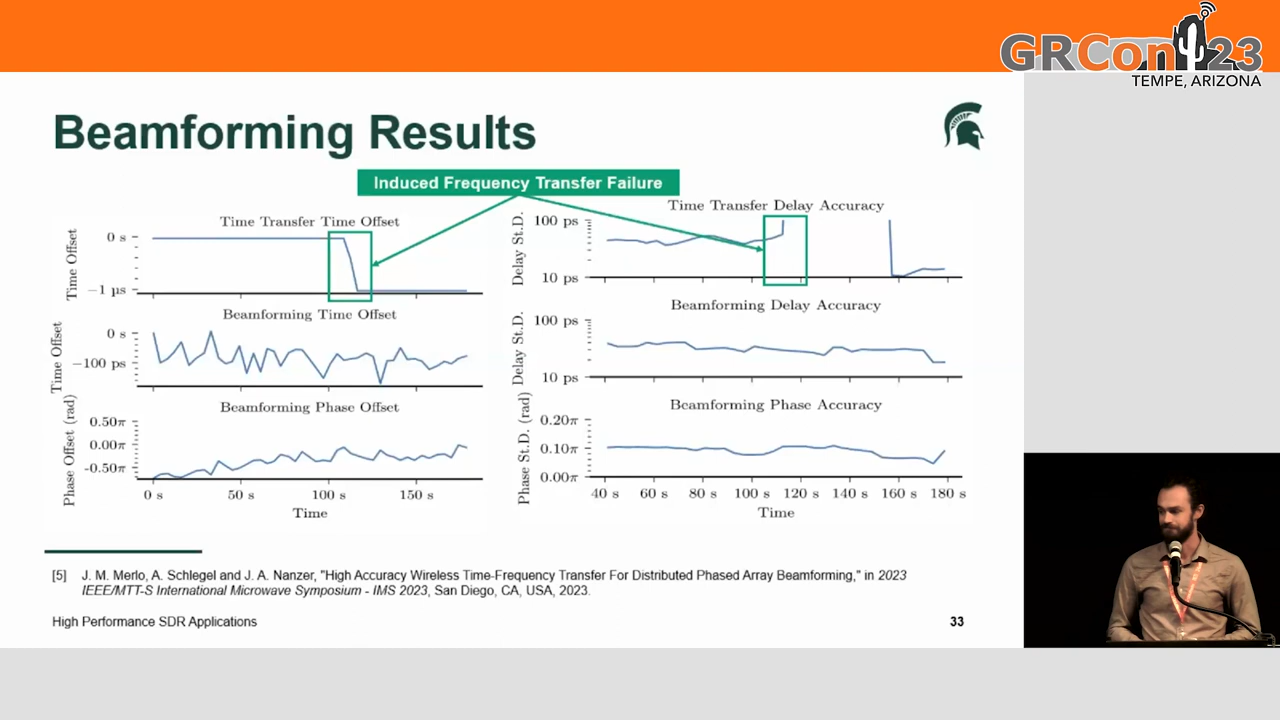 GRCon 23
TEMPE, ARIZONA
Beamforming Results
Induced Frequency Transfer Failure
Time Transfer Time Offset
Time Offset
0 s
−1 µs
Beamforming Time Offset
Time Offset
0 s
−100 ps
Beamforming Phase Offset
Phase Offset (rad)
0.50π
0.00π
-0.50π
0 s 50 s 100 s 150 s
Time
Time Transfer Delay Accuracy
Delay St.D.
100 ps
10 ps
Beamforming Delay Accuracy
Delay St.D.
100 ps
10 ps
Beamforming Phase Accuracy
Phase St.D. (rad)
0.20π
0.10π
0.00π
40 s 60 s 80 s 100 s 120 s 140 s 160 s 180 s
Time
[5] J. M. Merlo, A. Schlegel and J. A. Nanzer, "High Accuracy Wireless Time-Frequency Transfer For Distributed Phased Array Beamforming," in 2023
IEEE/MTT-S International Microwave Symposium - IMS 2023, San Diego, CA, USA, 2023.
High Performance SDR Applications
33